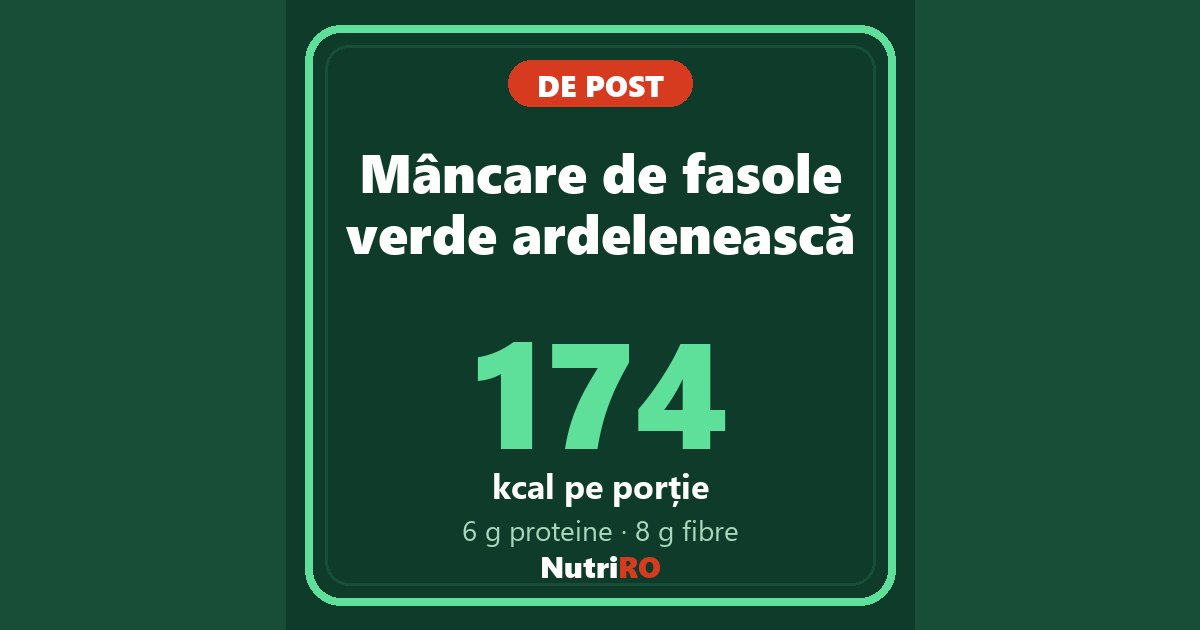 DE POST
Mâncare de fasole
verde ardelenească
174
kcal pe porție
6 g proteine · 8 g fibre
NutriRO